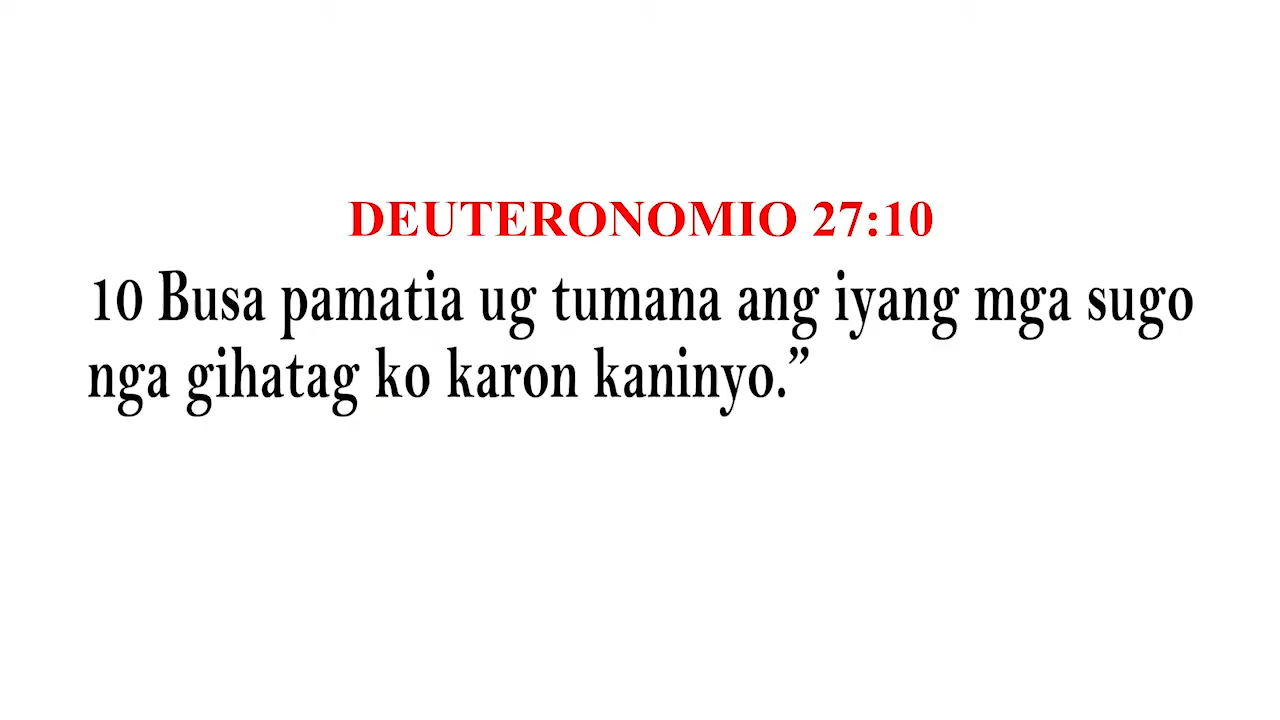 DEUTERONOMIO 27:10
10 Busa pamatia ug tumana ang iyang mga sugo
nga gihatag ko karon kaninyo.”